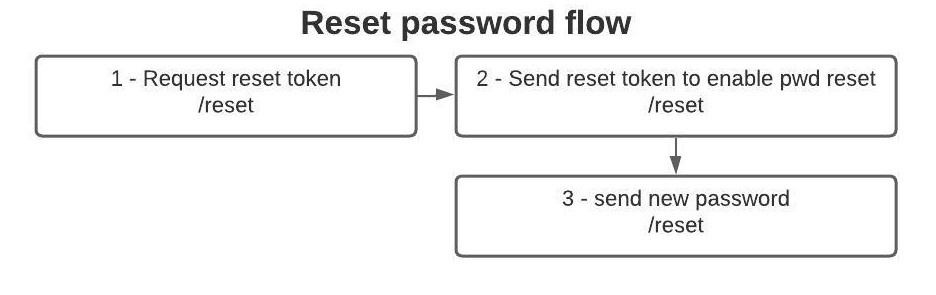 Reset password flow
1 - Request reset token
/reset
2 - Send reset token to enable pwd reset
/reset
3 - send new password
/reset